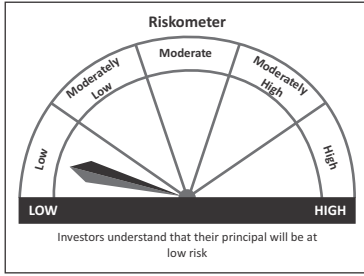 Riskometer
Moderate
Moderately
Low
Moderately
High
Low
High
LOW
HIGH
Investors understand that their principal will be at
low risk